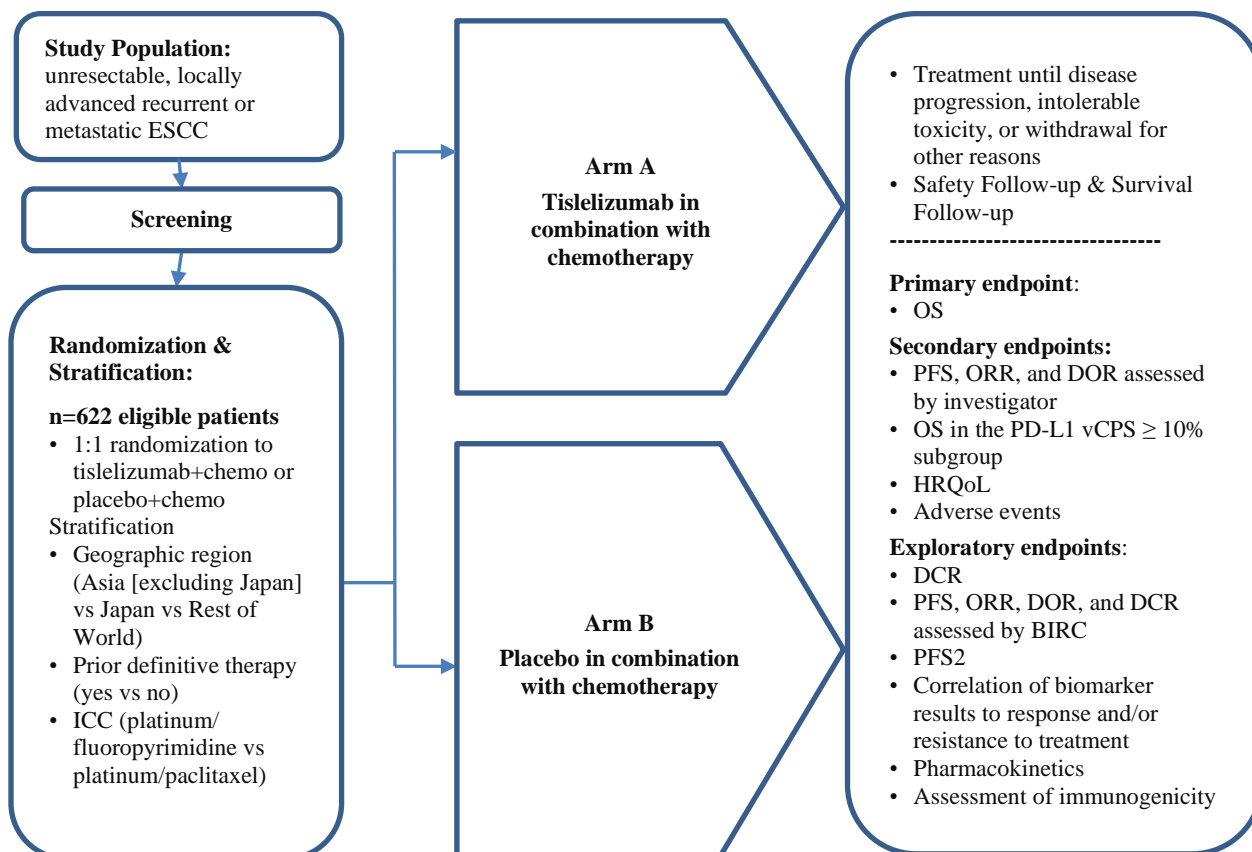 Study Population:
unresectable, locally
advanced recurrent or
metastatic ESCC
Screening
Randomization &
Stratification:
n=622 eligible patients
• 1:1 randomization to
tislelizumab+chemo or
placebo+chemo
Stratification
• Geographic region
(Asia [excluding Japan]
vs Japan vs Rest of
World)
• Prior definitive therapy
(yes vs no)
• ICC (platinum/
fluoropyrimidine vs
platinum/paclitaxel)
Arm A
Tislelizumab in
combination with
chemotherapy
Arm B
Placebo in combination
with chemotherapy
• Treatment until disease
progression, intolerable
toxicity, or withdrawal for
other reasons
• Safety Follow-up & Survival
Follow-up
----------------------------------
Primary endpoint:
• OS
Secondary endpoints:
• PFS, ORR, and DOR assessed
by investigator
• OS in the PD-L1 vCPS ≥ 10%
subgroup
• HRQoL
• Adverse events
Exploratory endpoints:
• DCR
• PFS, ORR, DOR, and DCR
assessed by BIRC
• PFS2
• Correlation of biomarker
results to response and/or
resistance to treatment
• Pharmacokinetics
• Assessment of immunogenicity